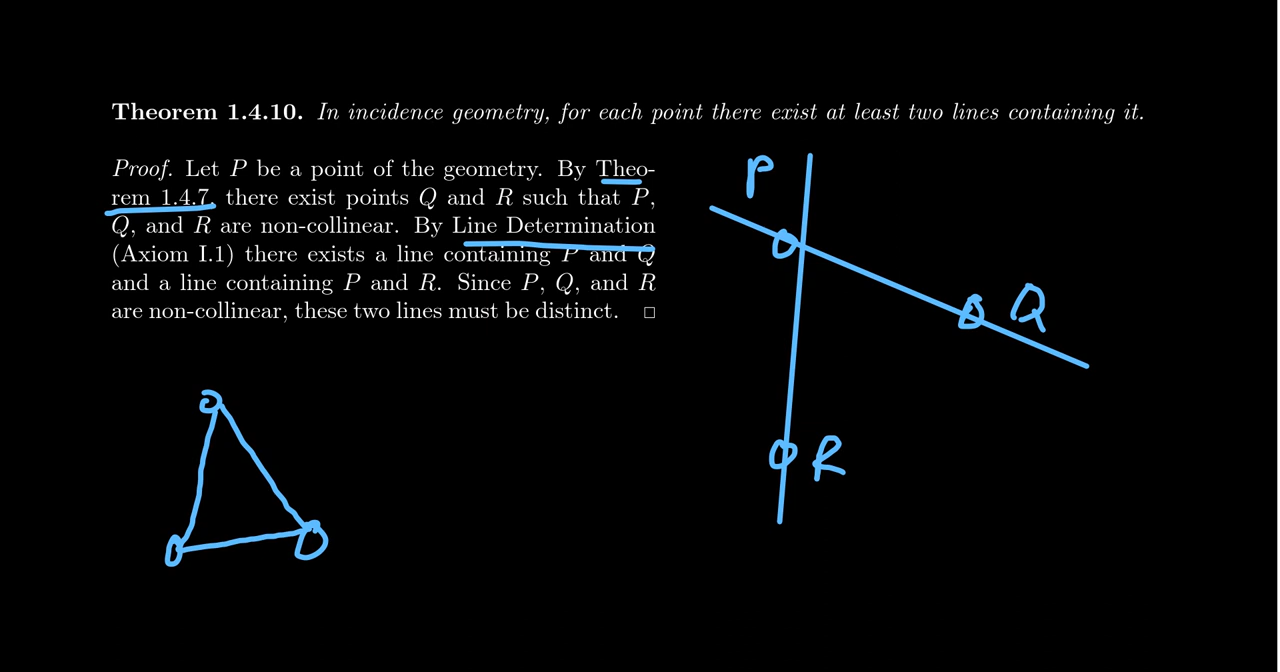 Theorem 1.4.10. In incidence geometry, for each point there exist at least two lines containing it.
Proof. Let P be a point of the geometry. By Theo-
rem 1.4.7, there exist points Q and R such that P,
Q, and R are non-collinear. By Line Determination
(Axiom I.1) there exists a line containing P and Q
and a line containing P and R. Since P, Q, and R
are non-collinear, these two lines must be distinct. □
P
Q
R